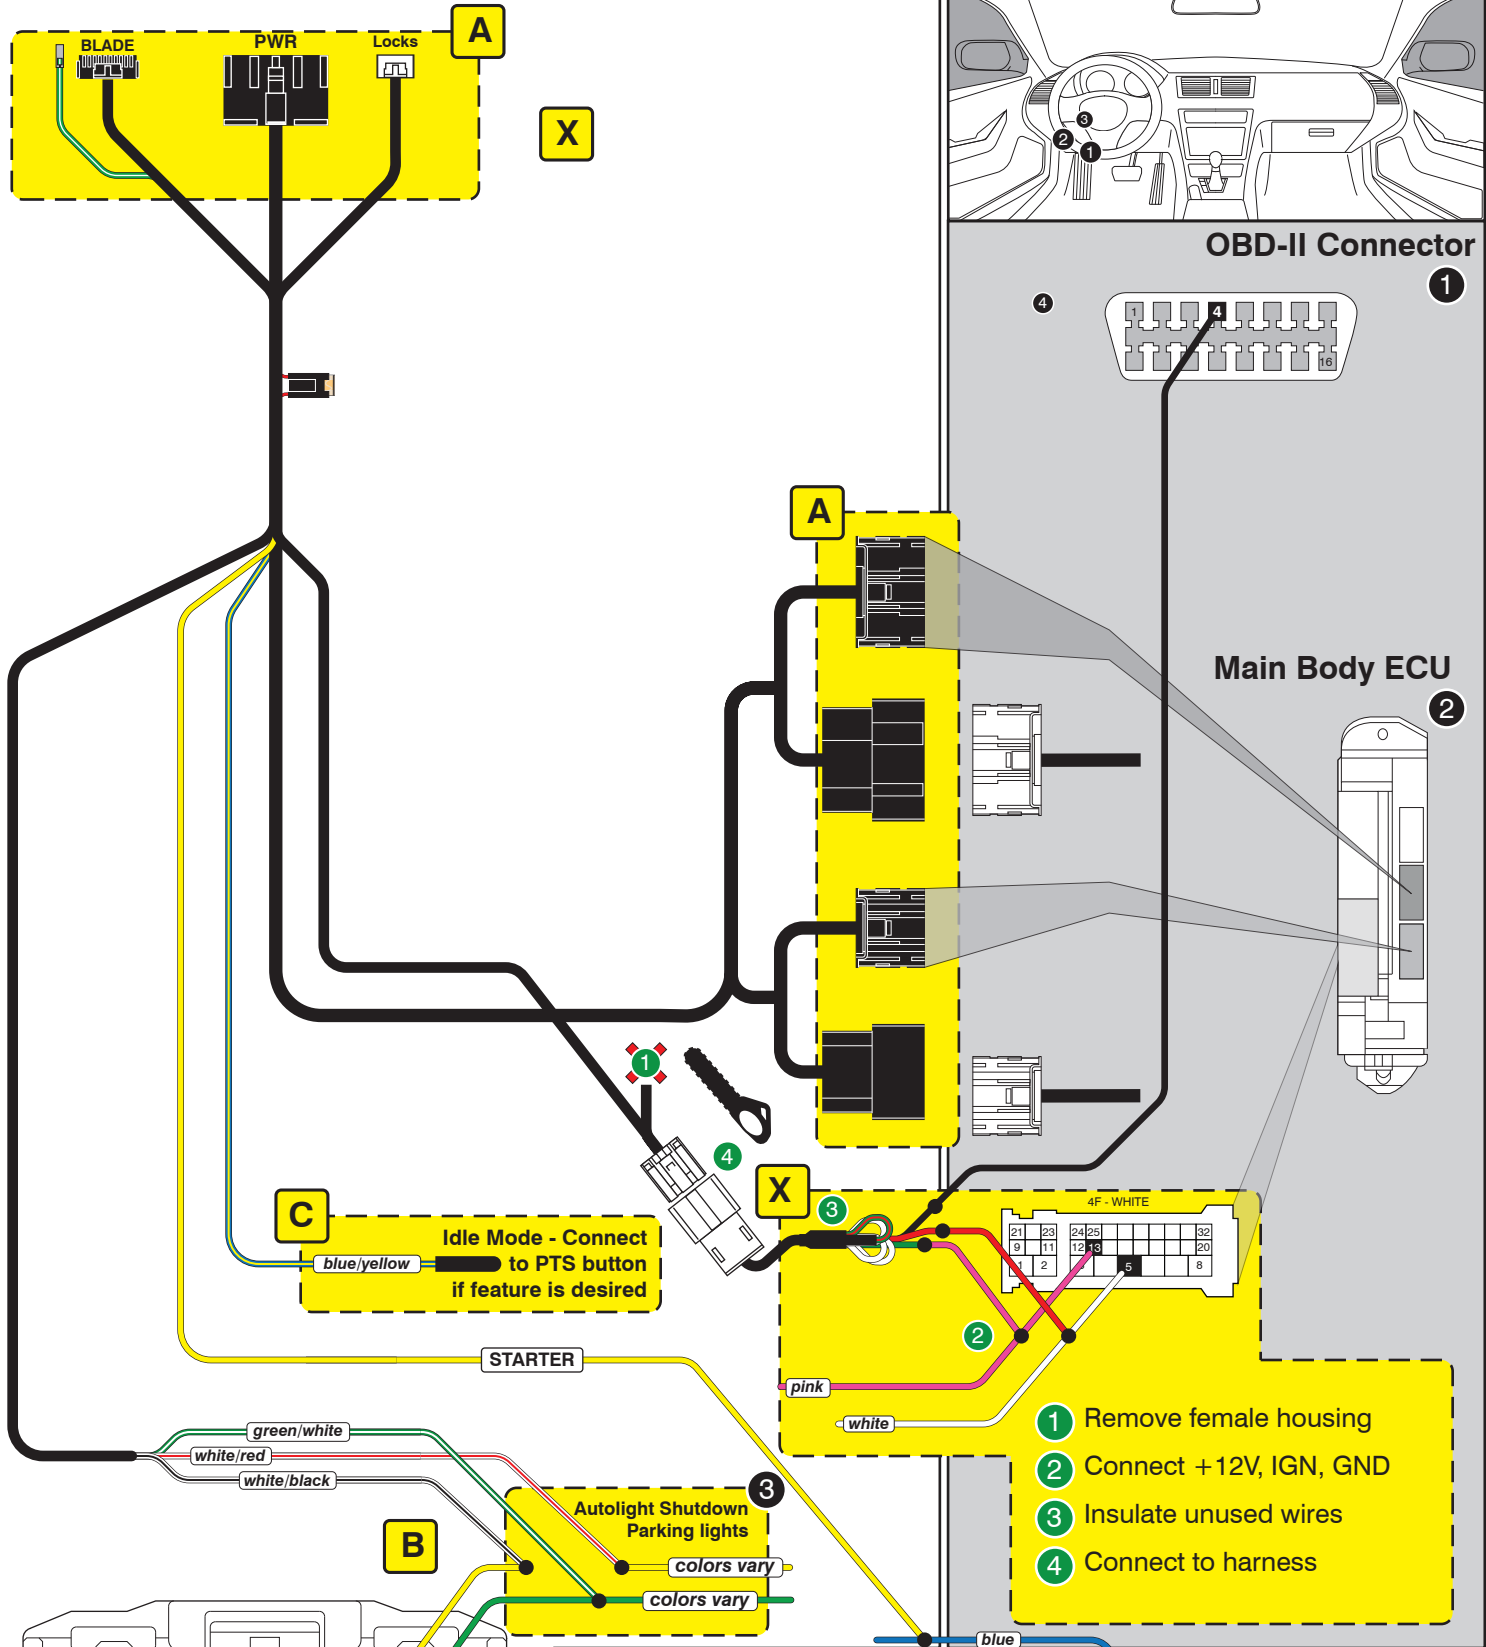 A
BLADE
PWR
Locks
X
3
2
1
OBD-II Connector
1
4
1
4
16
A
Main Body ECU
2
1
4
X
3
4F - WHITE
21 23 24 25 32
9 11 12 13 20
1 2 5 8
C
Idle Mode - Connect
to PTS button
if feature is desired
blue/yellow
2
STARTER
pink
white
1 Remove female housing
2 Connect +12V, IGN, GND
3 Insulate unused wires
4 Connect to harness
green/white
white/red
white/black
3
Autolight Shutdown
Parking lights
B
colors vary
colors vary
blue